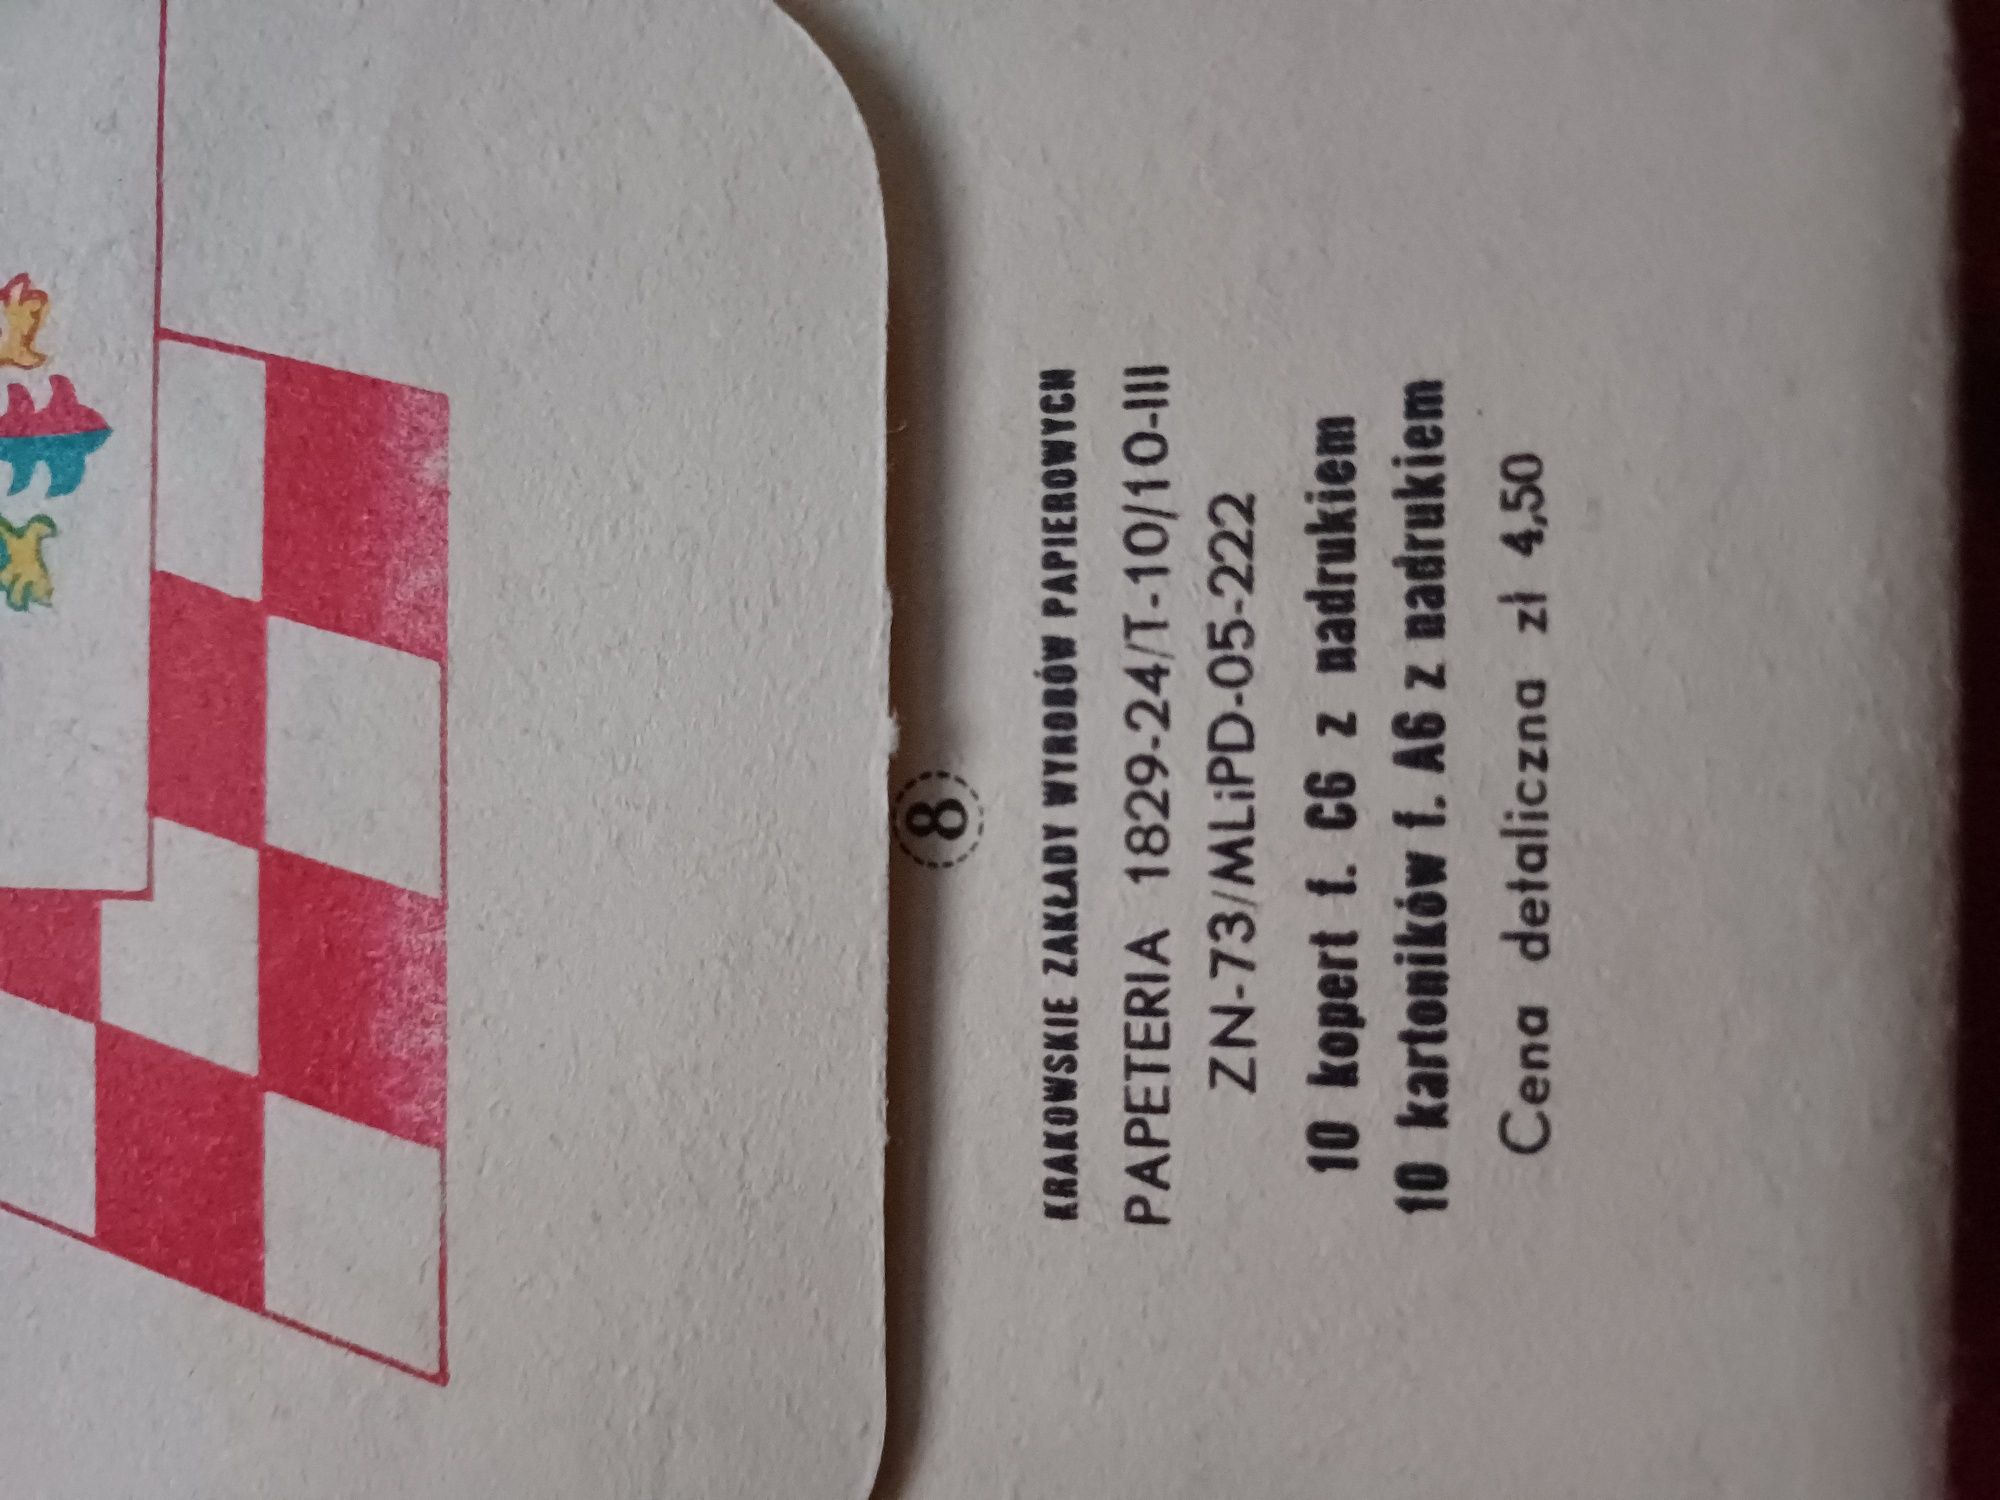 8
KRAKOWSKIE ZAKŁADY WYROBÓW PAPIEROWYCH
PAPETERIA 1829-24/T-10/10-III
ZN-73/MLiPD-05-222
10 kopert f. C6 z nadrukiem
10 kartoników f. A6 z nadrukiem
Cena detaliczna zł 4,50